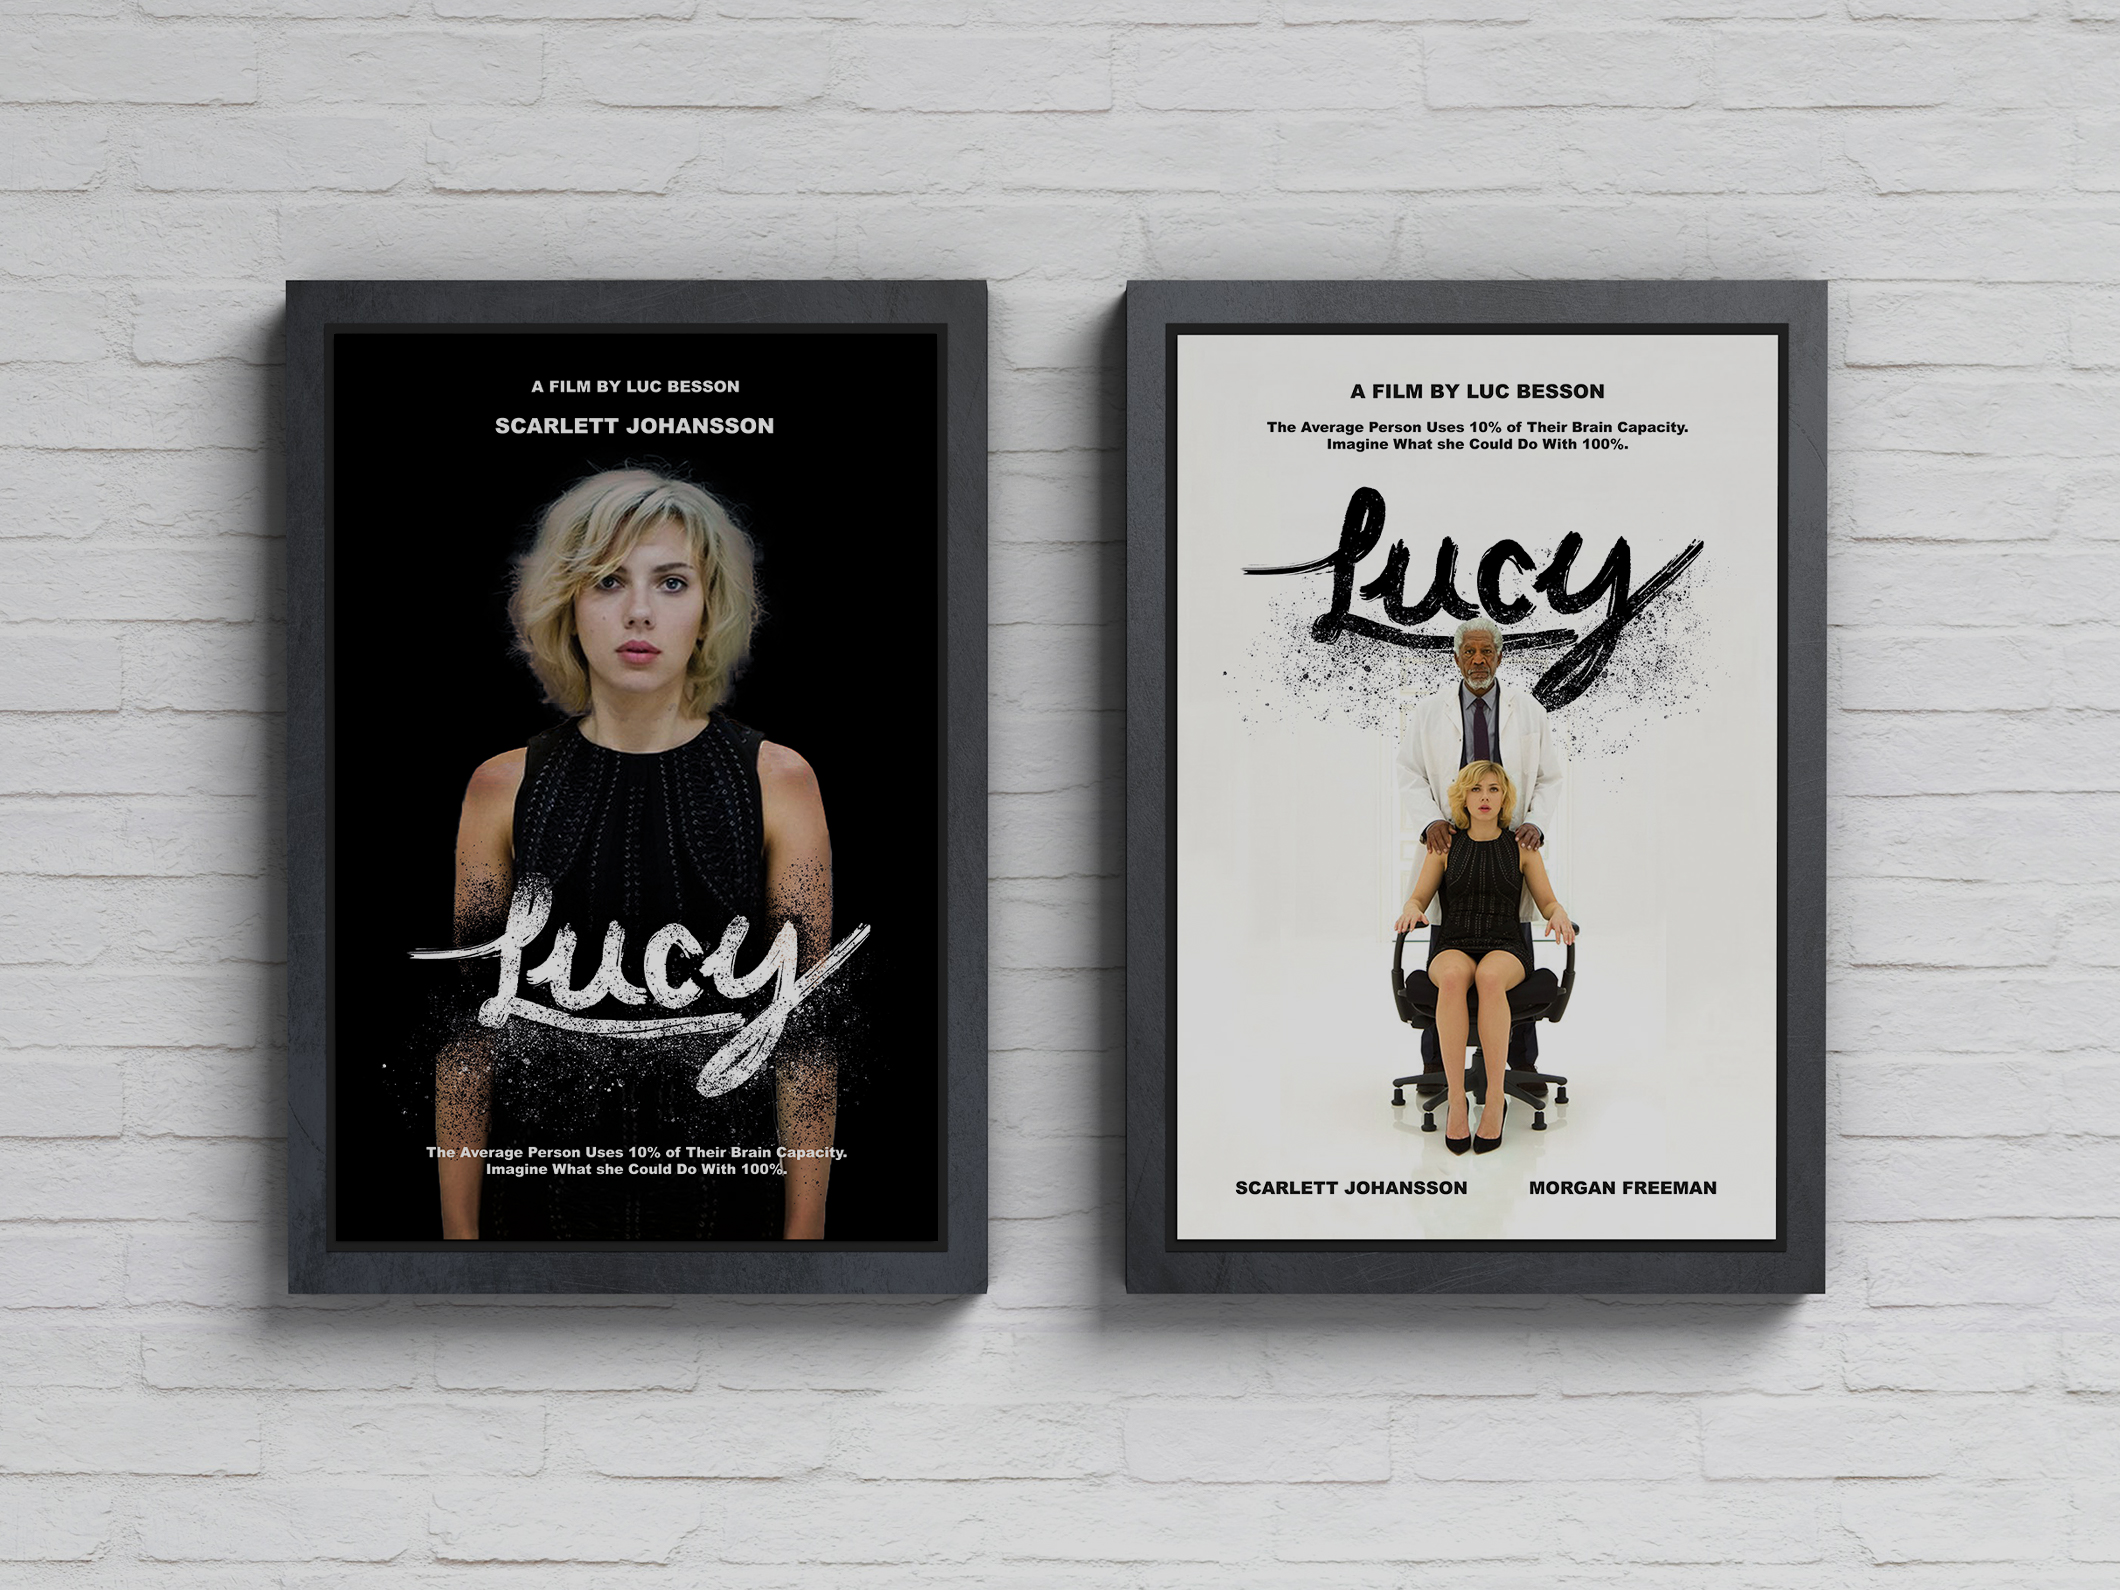 A FILM BY LUC BESSON
SCARLETT JOHANSSON
Lucy
The Average Person Uses 10% of Their Brain Capacity.
Imagine What she Could Do With 100%.
A FILM BY LUC BESSON
The Average Person Uses 10% of Their Brain Capacity.
Imagine What she Could Do With 100%.
Lucy
SCARLETT JOHANSSON MORGAN FREEMAN